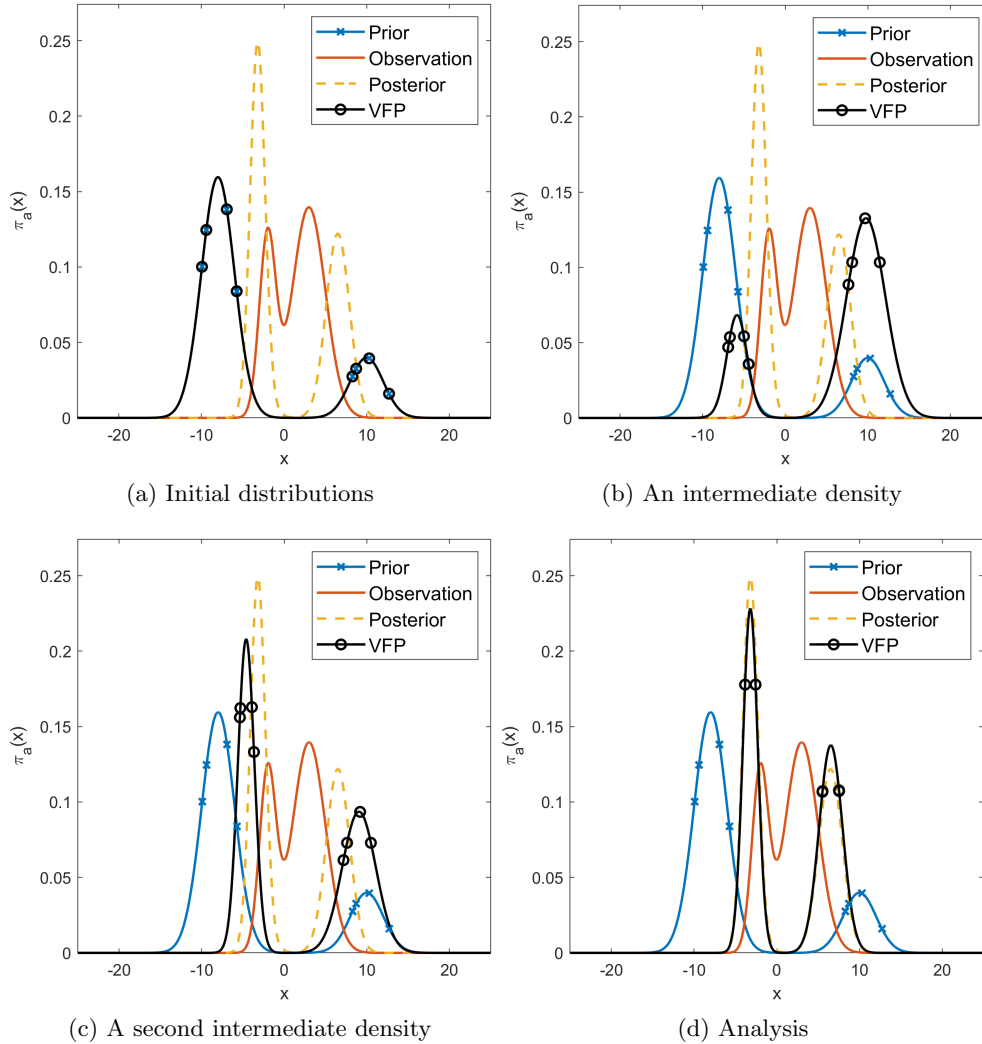 Prior
Observation
Posterior
VFP
π_a(x)
0.25
0.2
0.15
0.1
0.05
0
-20 -10 0 10 20
x
(a) Initial distributions
Prior
Observation
Posterior
VFP
π_a(x)
0.25
0.2
0.15
0.1
0.05
0
-20 -10 0 10 20
x
(b) An intermediate density
Prior
Observation
Posterior
VFP
π_a(x)
0.25
0.2
0.15
0.1
0.05
0
-20 -10 0 10 20
x
(c) A second intermediate density
Prior
Observation
Posterior
VFP
π_a(x)
0.25
0.2
0.15
0.1
0.05
0
-20 -10 0 10 20
x
(d) Analysis